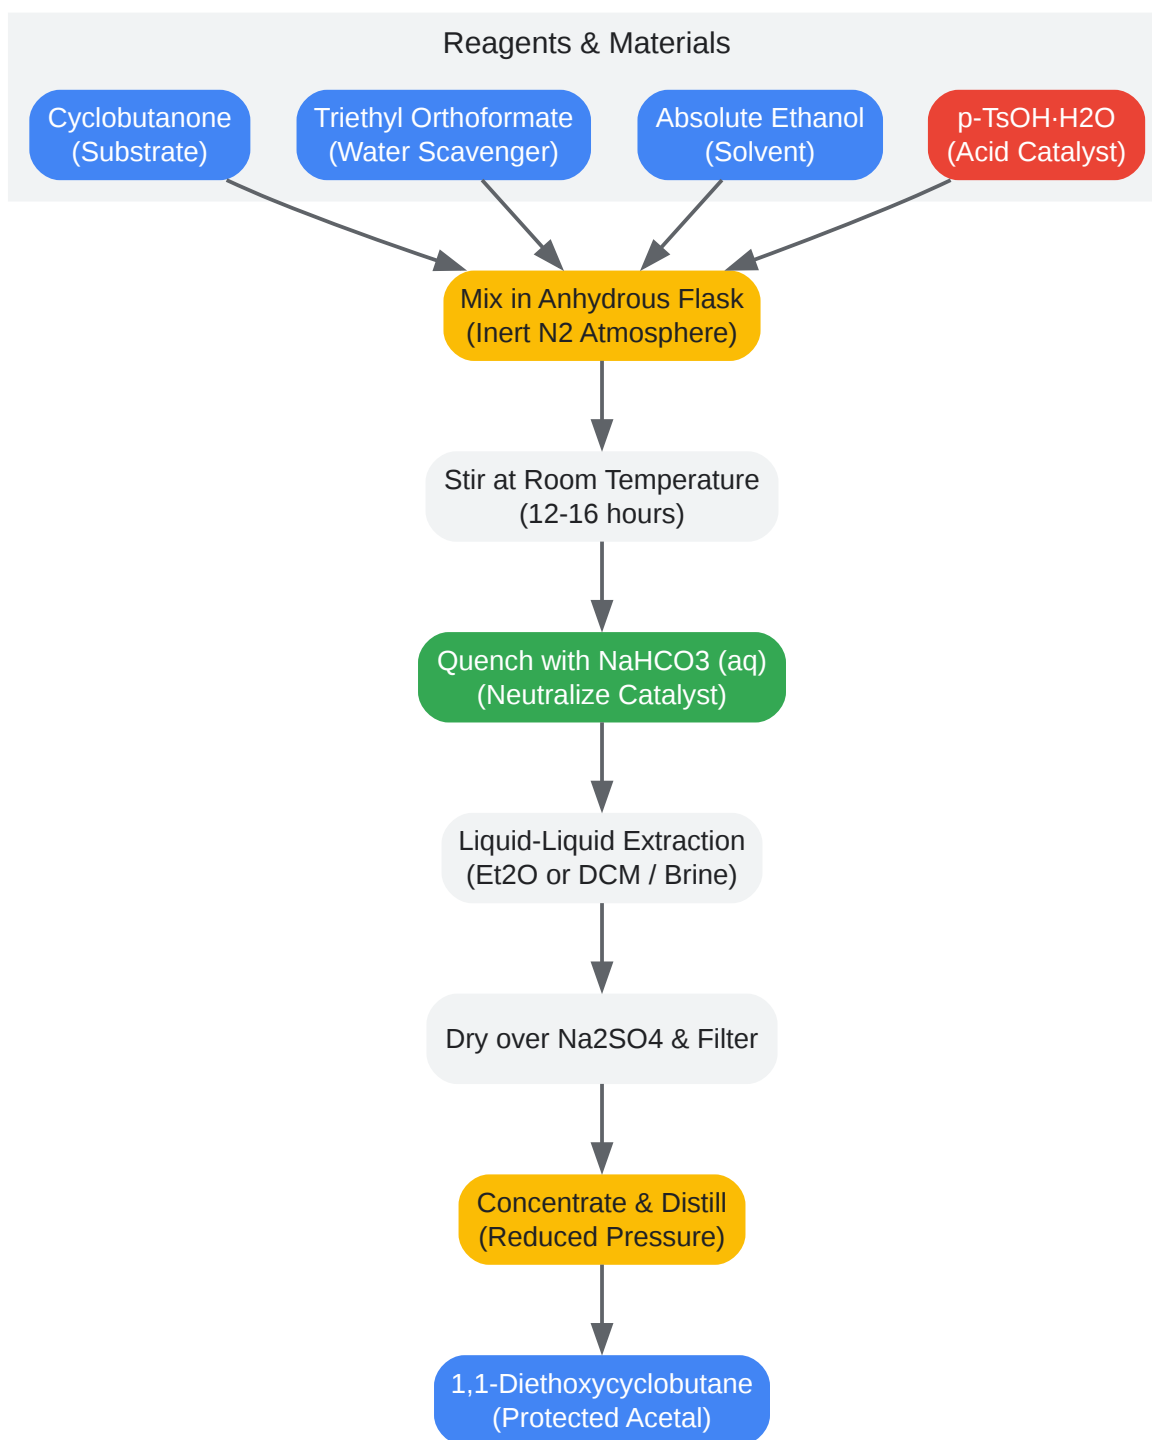 Reagents & Materials
Cyclobutanone
(Substrate)
Triethyl Orthoformate
(Water Scavenger)
Absolute Ethanol
(Solvent)
p-TsOH·H2O
(Acid Catalyst)
Mix in Anhydrous Flask
(Inert N2 Atmosphere)
Stir at Room Temperature
(12-16 hours)
Quench with NaHCO3 (aq)
(Neutralize Catalyst)
Liquid-Liquid Extraction
(Et2O or DCM / Brine)
Dry over Na2SO4 & Filter
Concentrate & Distill
(Reduced Pressure)
1,1-Diethoxycyclobutane
(Protected Acetal)